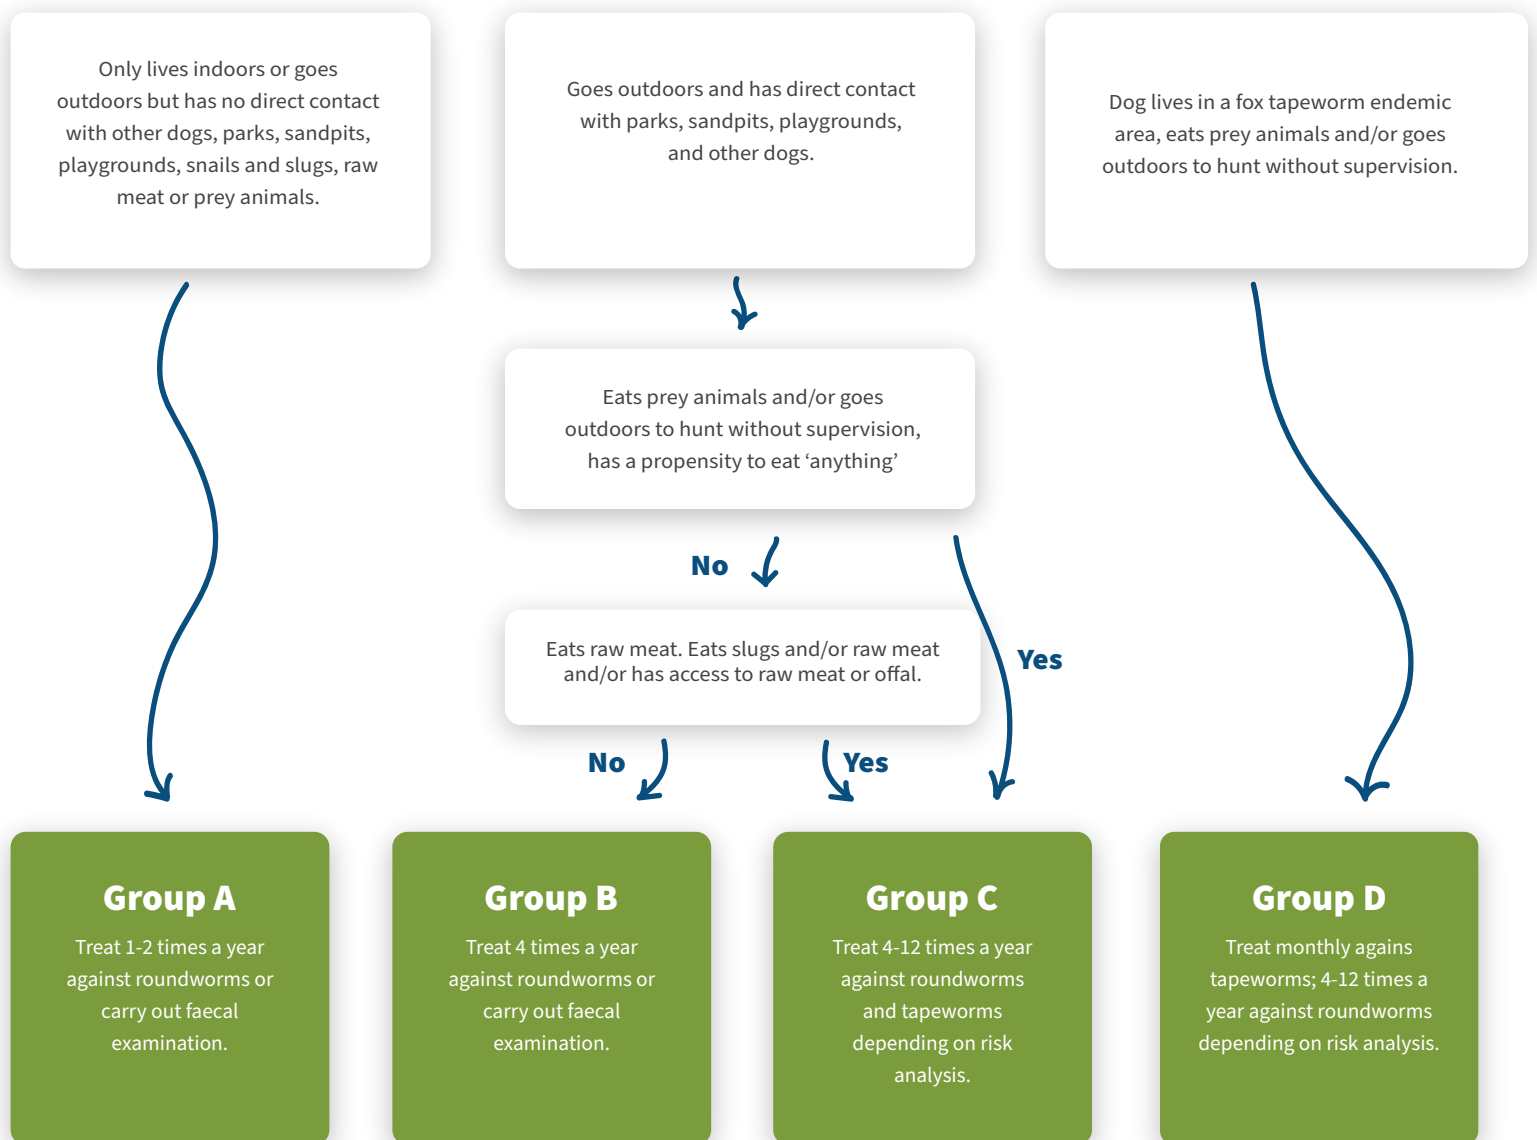 Only lives indoors or goes
outdoors but has no direct contact
with other dogs, parks, sandpits,
playgrounds, snails and slugs, raw
meat or prey animals.
Goes outdoors and has direct contact
with parks, sandpits, playgrounds,
and other dogs.
Dog lives in a fox tapeworm endemic
area, eats prey animals and/or goes
outdoors to hunt without supervision.
Eats prey animals and/or goes
outdoors to hunt without supervision,
has a propensity to eat ‘anything’
No
Eats raw meat. Eats slugs and/or raw meat
and/or has access to raw meat or offal.
Yes
No
Yes
Group A
Treat 1-2 times a year
against roundworms or
carry out faecal
examination.
Group B
Treat 4 times a year
against roundworms or
carry out faecal
examination.
Group C
Treat 4-12 times a year
against roundworms
and tapeworms
depending on risk
analysis.
Group D
Treat monthly agains
tapeworms; 4-12 times a
year against roundworms
depending on risk analysis.